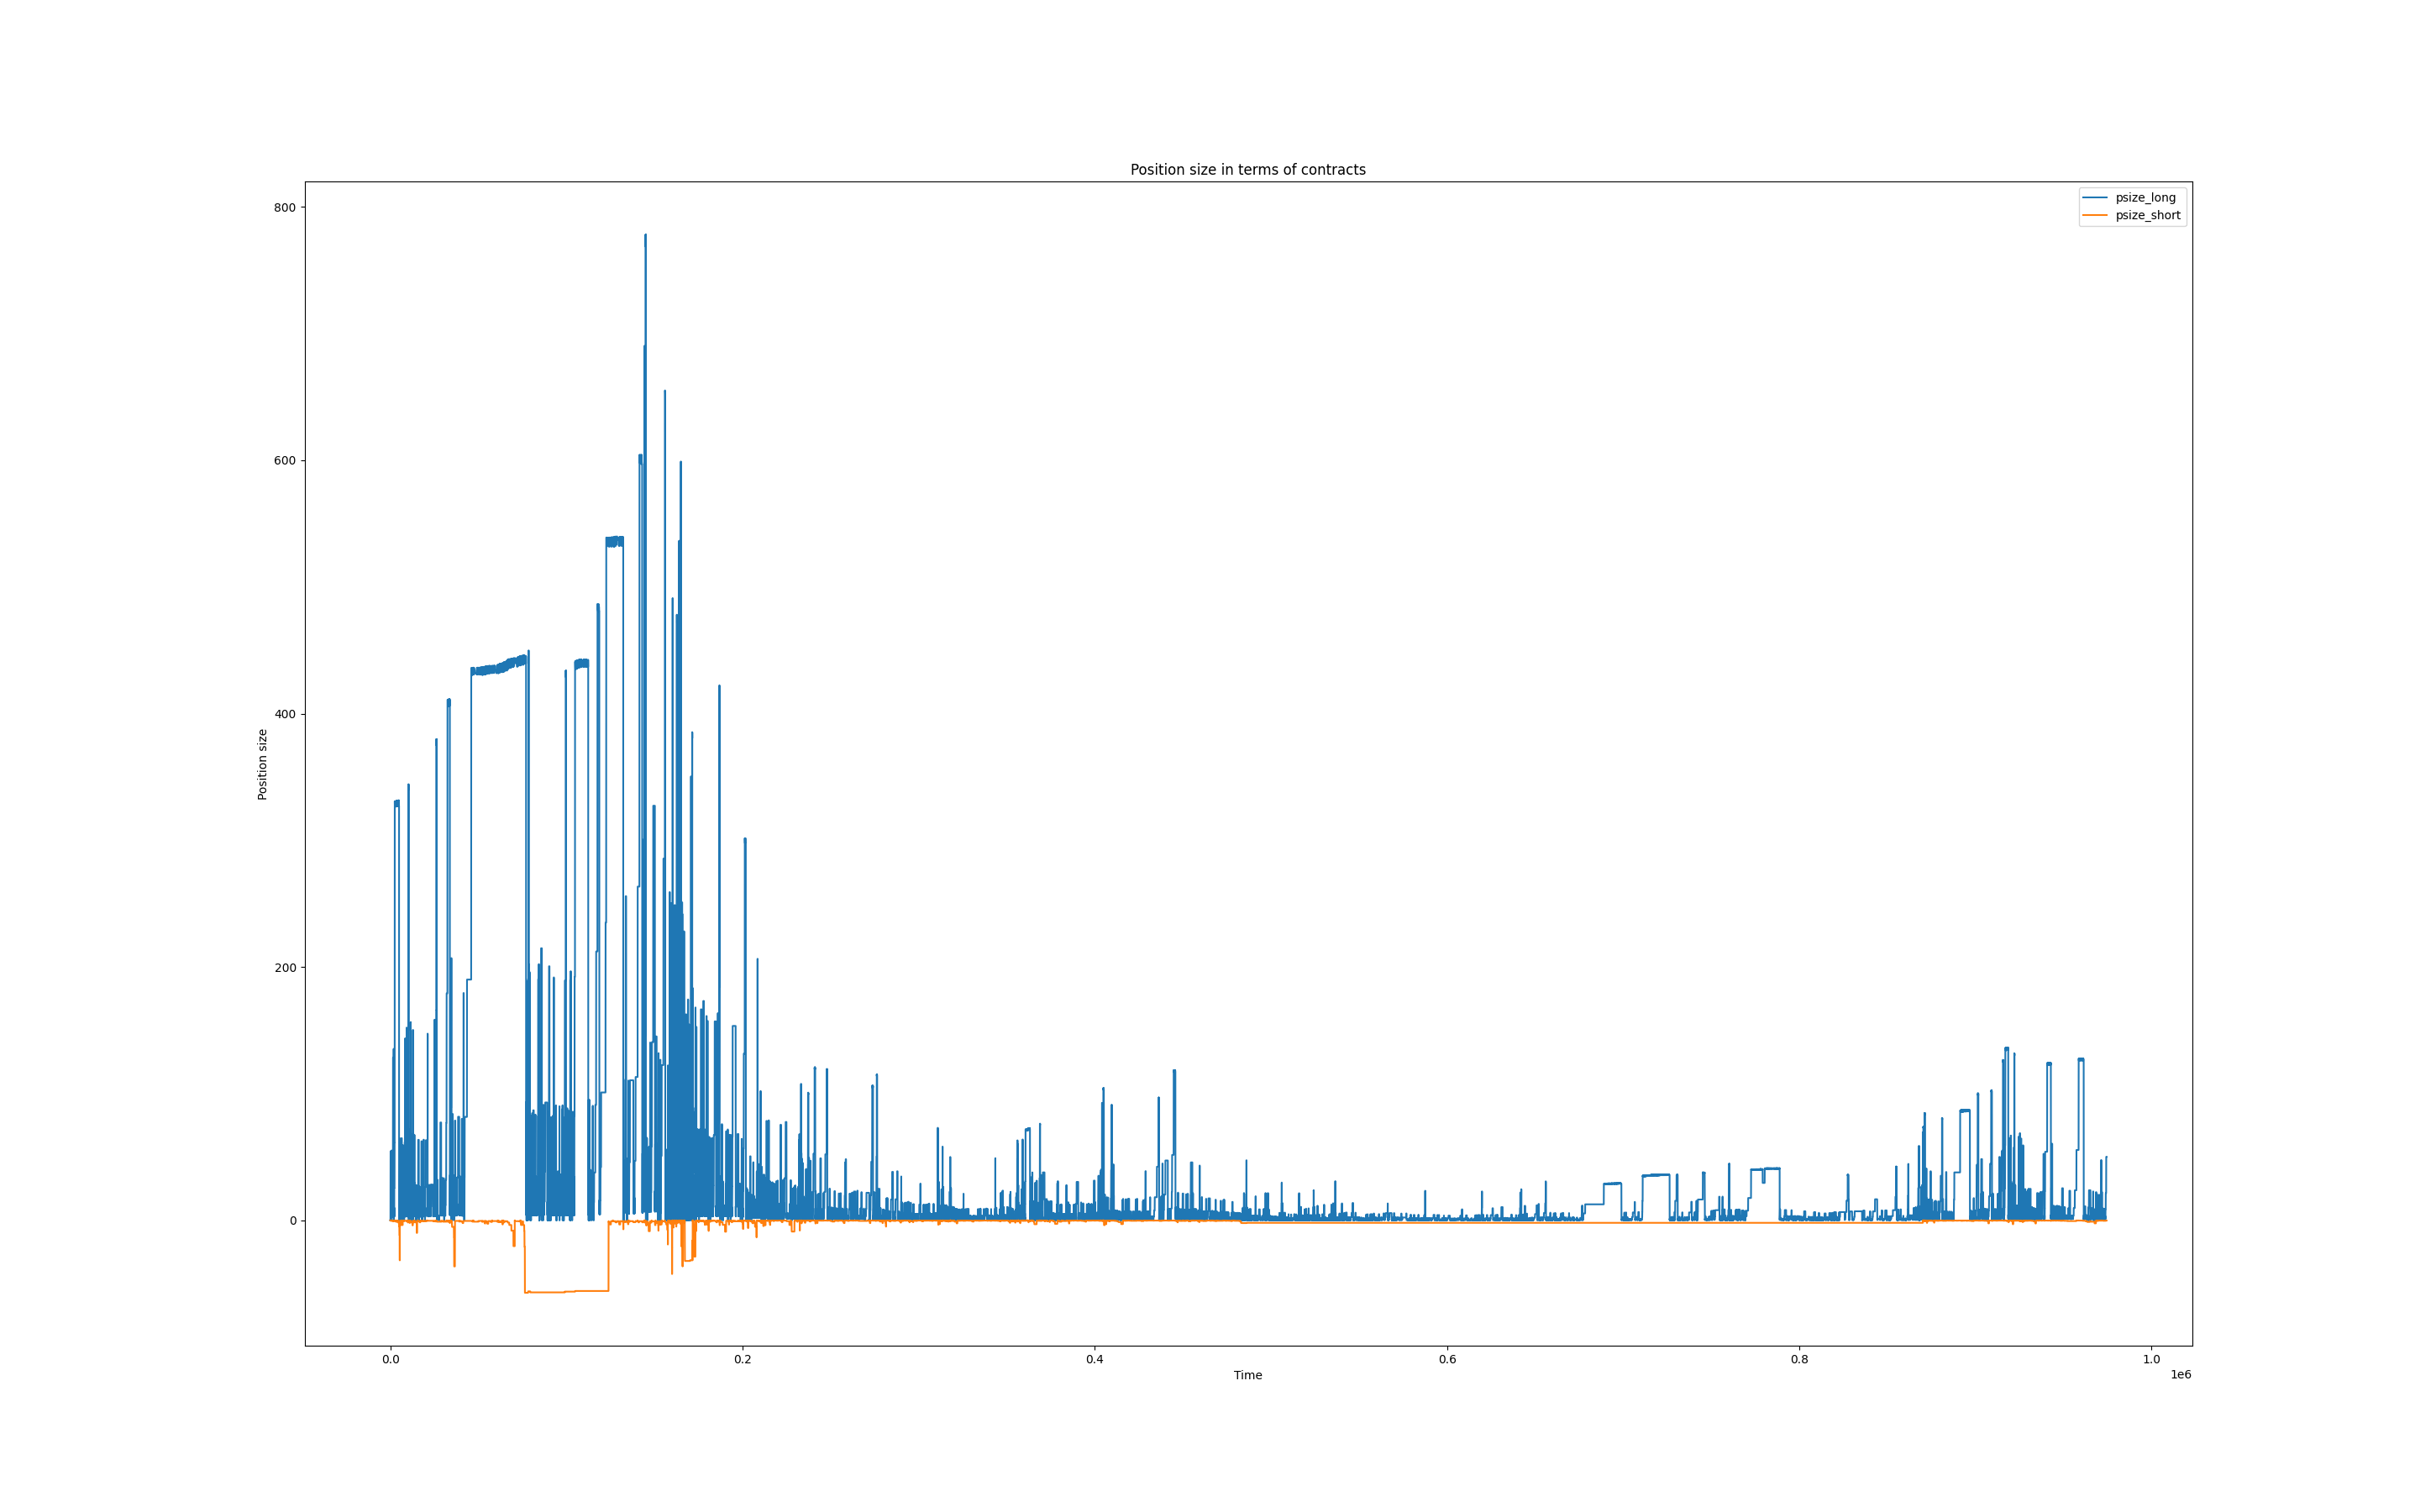 Position size in terms of contracts
psize_long
psize_short
800
600
400
200
0
Position size
0.0
0.2
0.4
0.6
0.8
1.0
1e6
Time